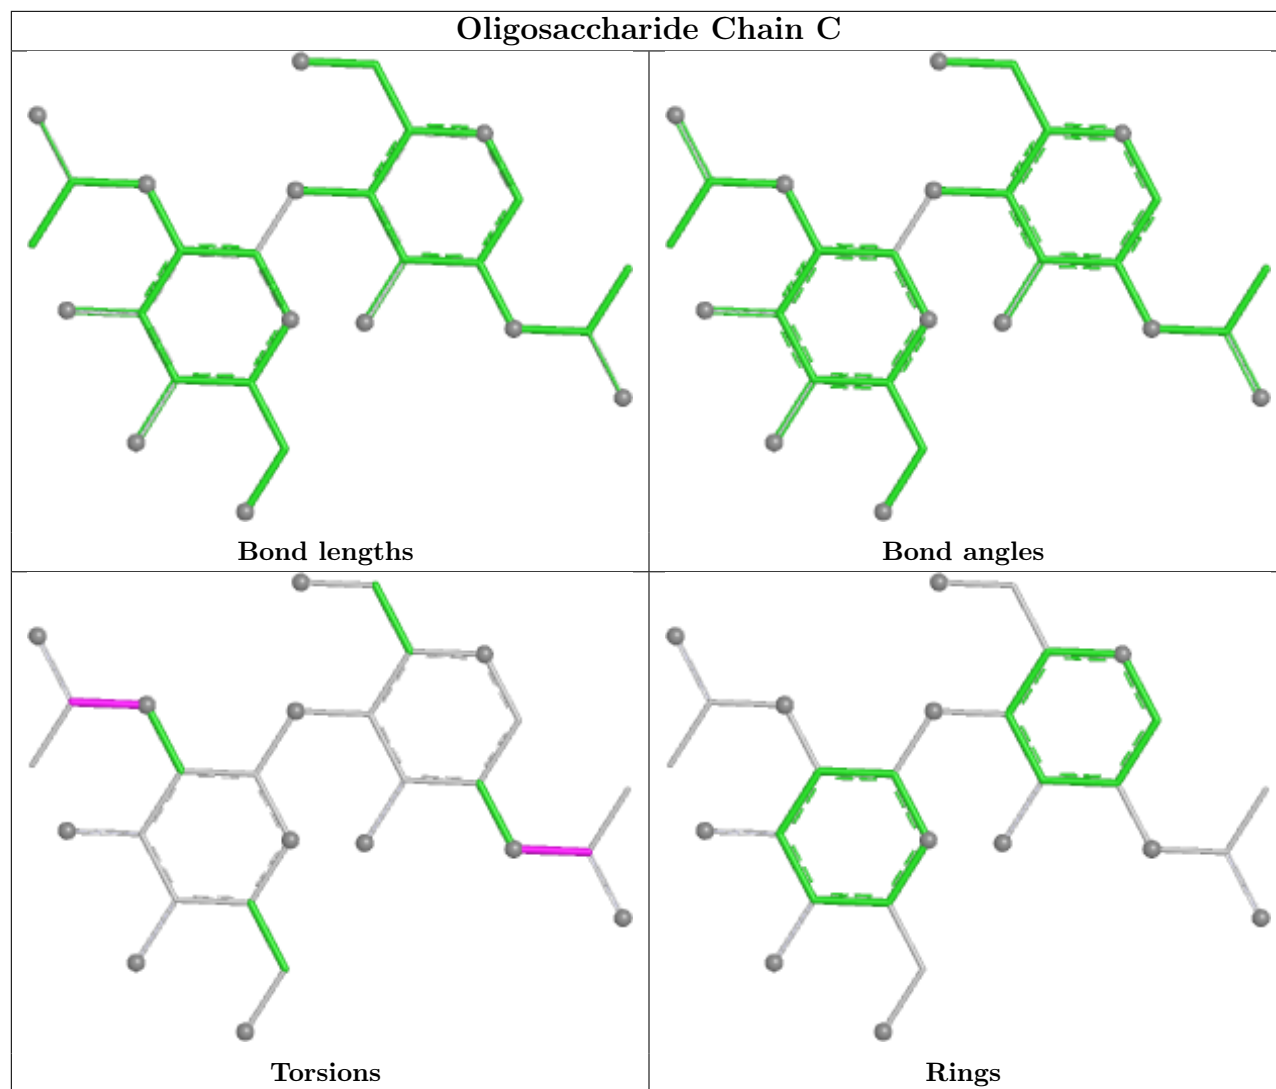 Oligosaccharide Chain C
Bond lengths
Bond angles
Torsions
Rings